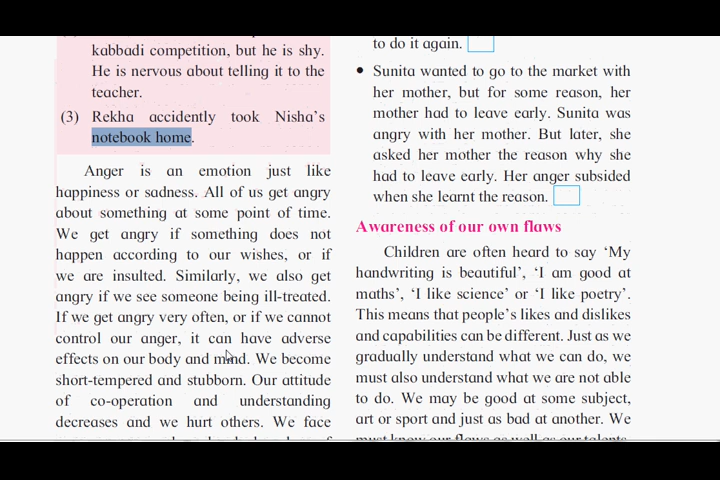 kabbadi competition, but he is shy.
He is nervous about telling it to the
teacher.
(3) Rekha accidently took Nisha's
notebook home.
Anger is an emotion just like
happiness or sadness. All of us get angry
about something at some point of time.
We get angry if something does not
happen according to our wishes, or if
we are insulted. Similarly, we also get
angry if we see someone being ill-treated.
If we get angry very often, or if we cannot
control our anger, it can have adverse
effects on our body and mind. We become
short-tempered and stubborn. Our attitude
of co-operation and understanding
decreases and we hurt others. We face
to do it again.
• Sunita wanted to go to the market with
her mother, but for some reason, her
mother had to leave early. Sunita was
angry with her mother. But later, she
asked her mother the reason why she
had to leave early. Her anger subsided
when she learnt the reason.
Awareness of our own flaws
Children are often heard to say 'My
handwriting is beautiful', 'I am good at
maths', 'I like science' or 'I like poetry'.
This means that people's likes and dislikes
and capabilities can be different. Just as we
gradually understand what we can do, we
must also understand what we are not able
to do. We may be good at some subject,
art or sport and just as bad at another. We
must know our flaws as well as our talents.